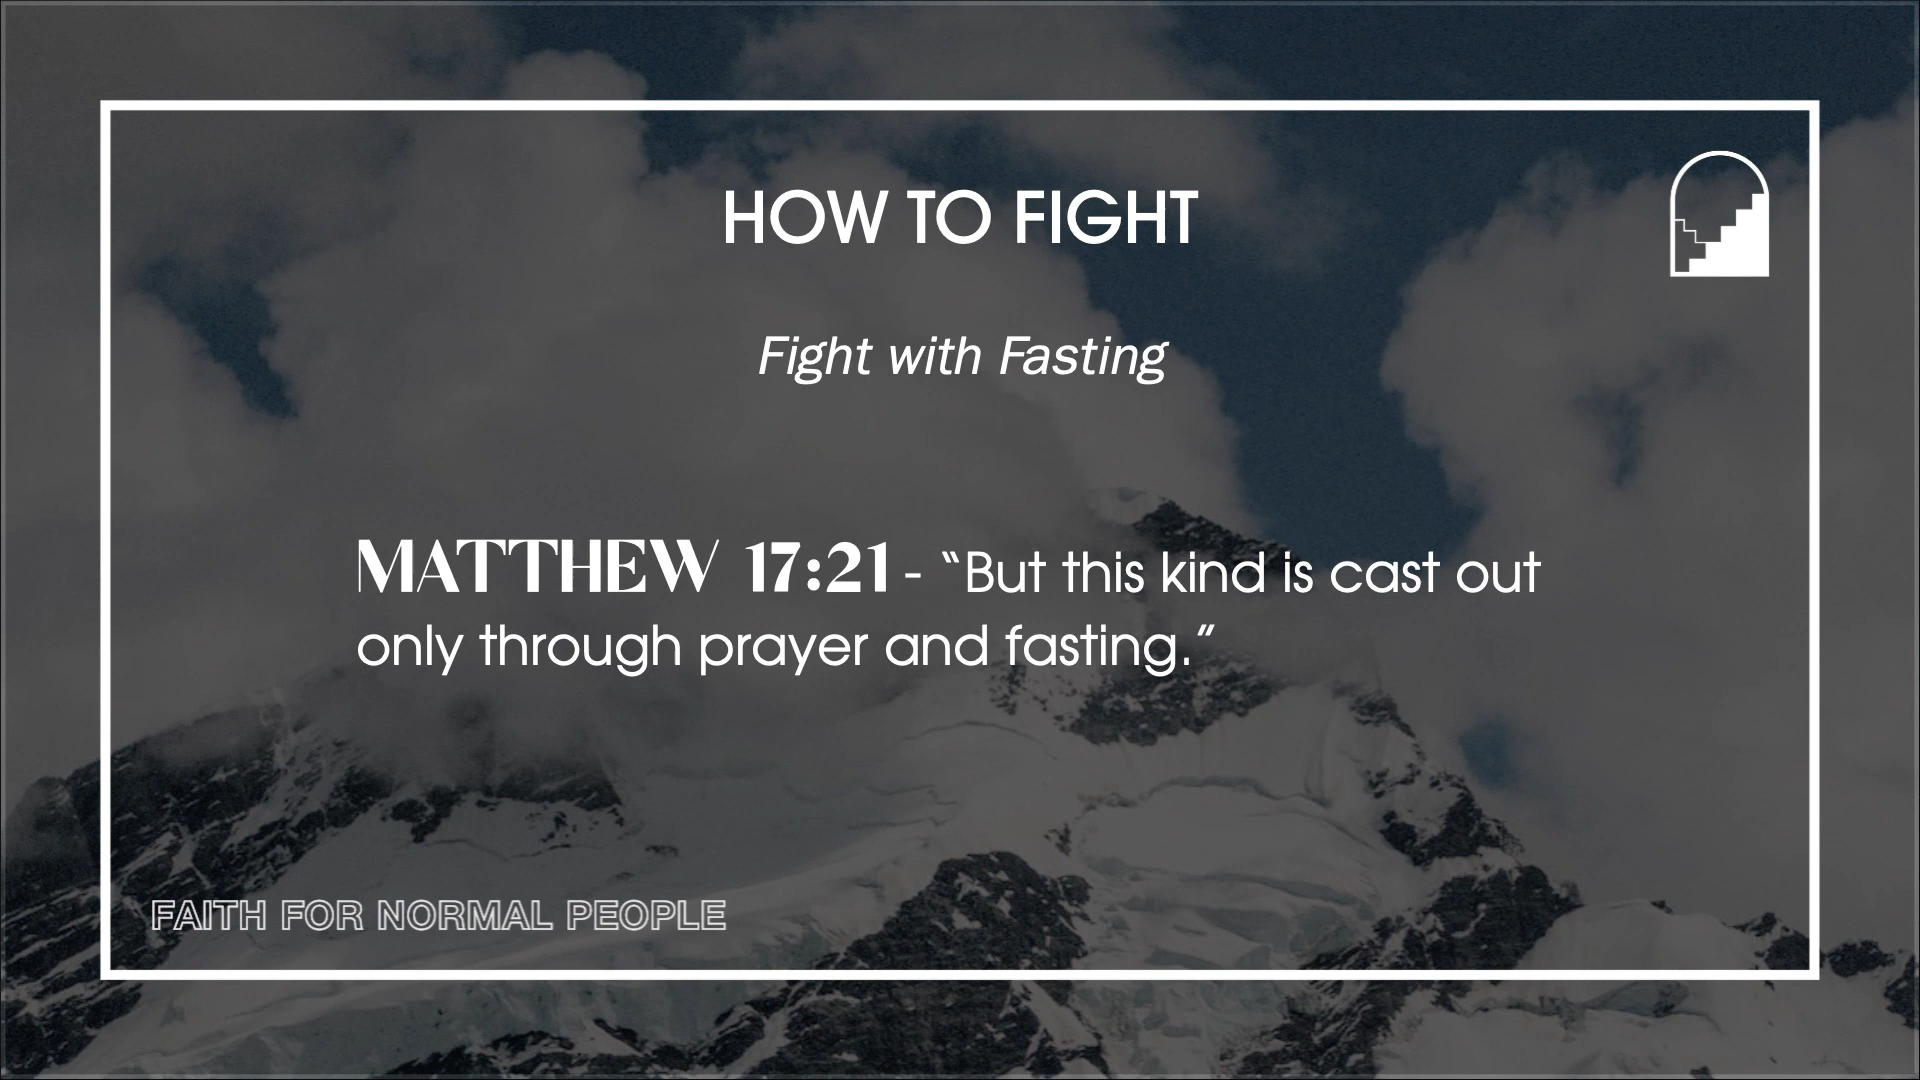 HOW TO FIGHT
Fight with Fasting
MATTHEW 17:21 - “But this kind is cast out
only through prayer and fasting.”
FAITH FOR NORMAL PEOPLE